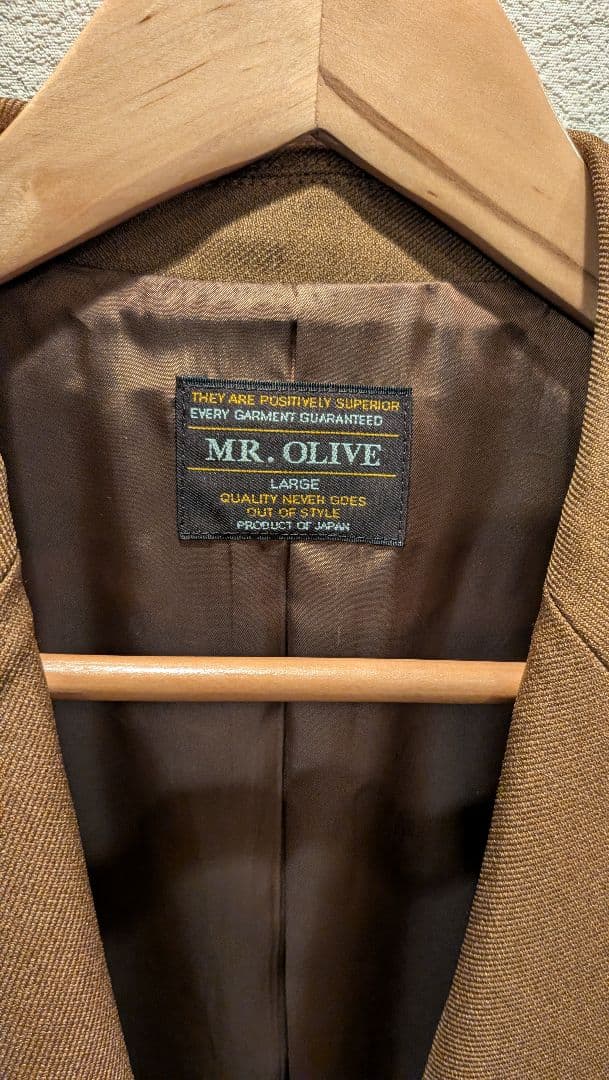 THEY ARE POSITIVELY SUPERIOR
EVERY GARMENT GUARANTEED
MR. OLIVE
LARGE
QUALITY NEVER GOES
OUT OF STYLE
PRODUCT OF JAPAN